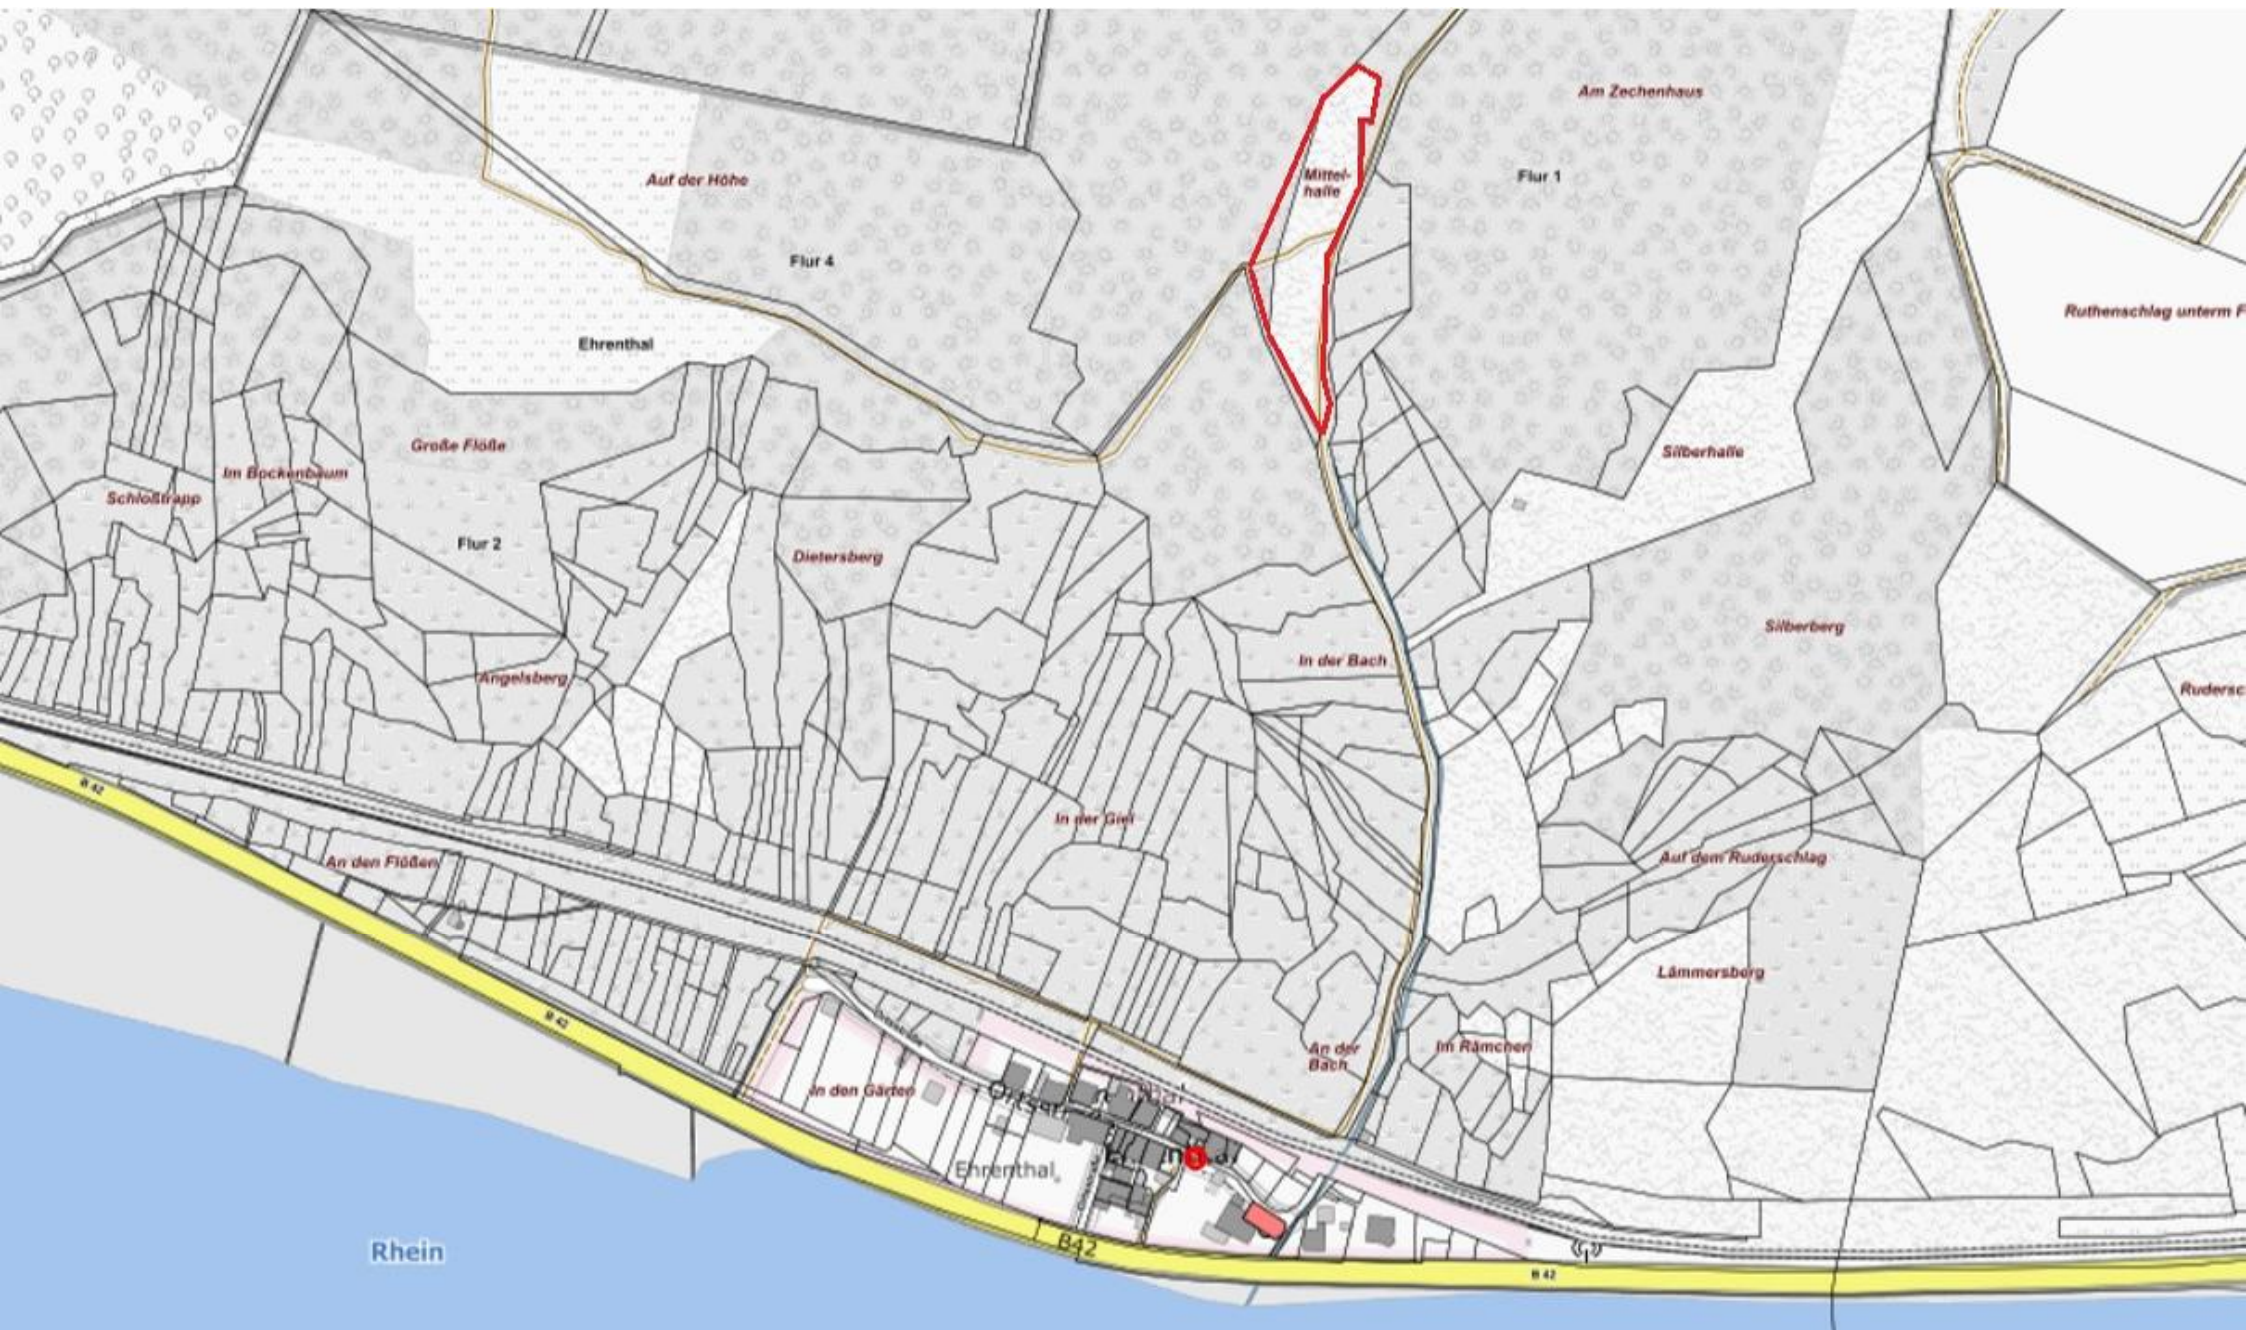 Am Zechenhaus
Auf der Höhe
Mittel-
halle
Flur 1
Flur 4
Ruthenschlag unterm F
Ehrenthal
Große Flöße
Silberhalle
Im Bockenbaum
Schloßtrapp
Flur 2
Dietersberg
Silberberg
In der Bach
Angelsberg
Rudersc
B 42
In der Giel
An den Flößen
Auf dem Ruderschlag
Lämmersberg
B 42
An der
Bach
Im Rämchen
In den Gärten
Ehrenthal
Rhein
B42
B 42